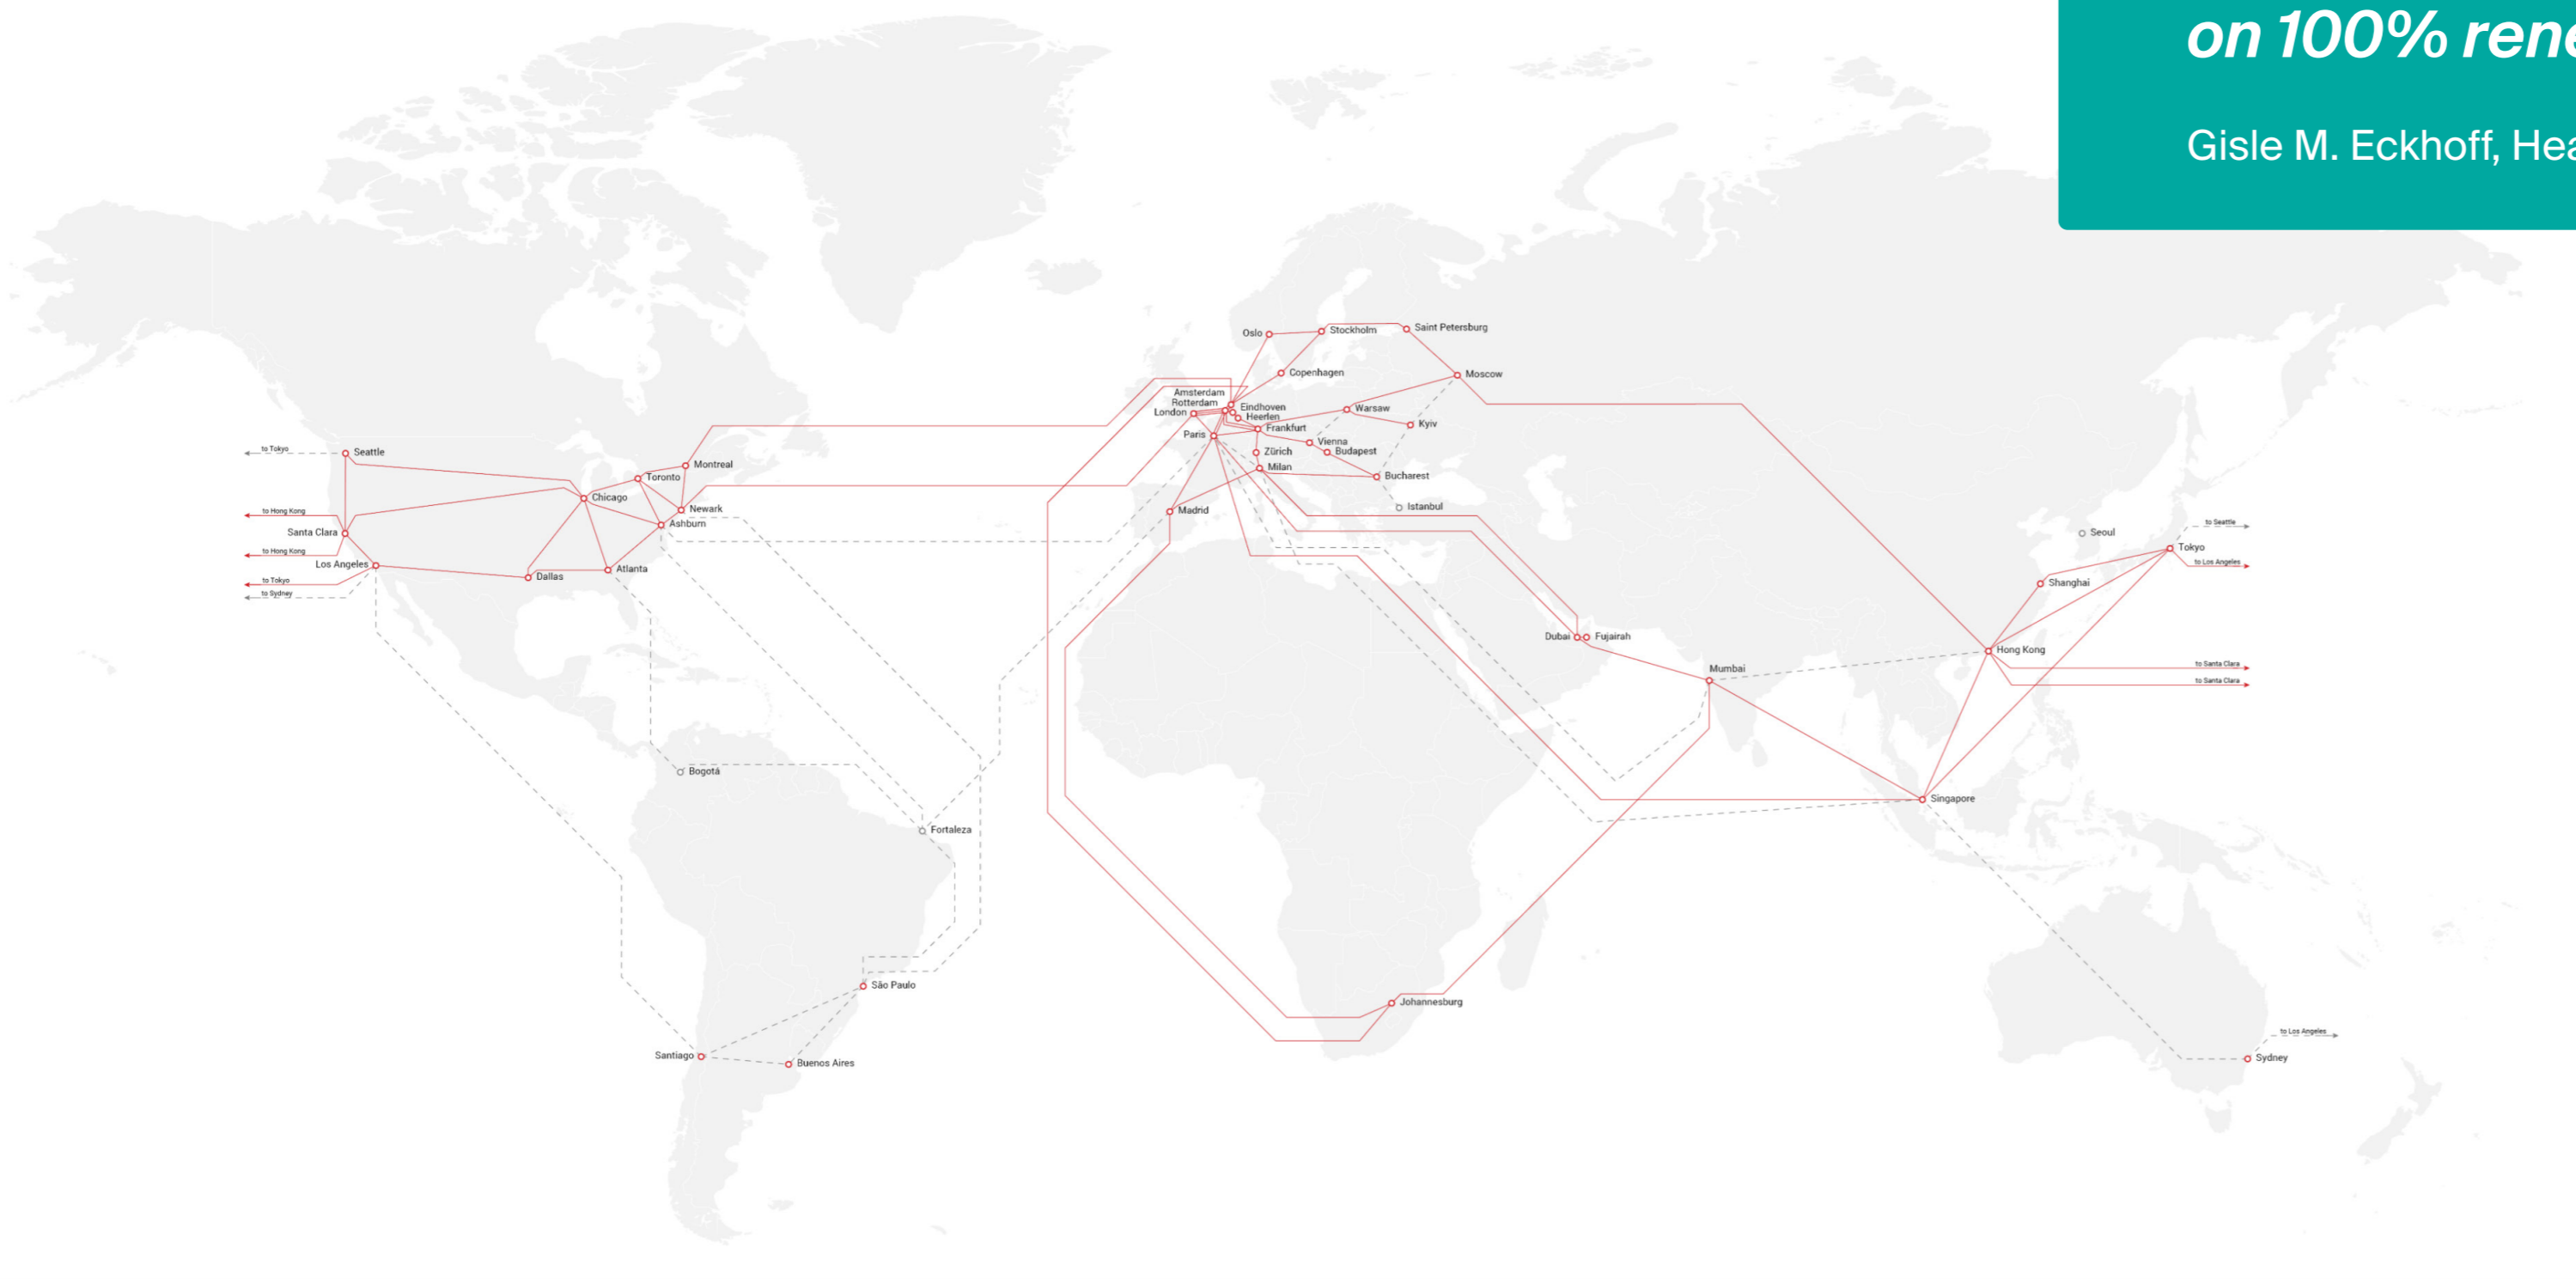 on 100% rene
Gisle M. Eckhoff, Hea
Oslo
Stockholm
Saint Petersburg
Copenhagen
Moscow
Amsterdam
Rotterdam
London
Eindhoven
Heerlen
Warsaw
Kyiv
Paris
Frankfurt
Vienna
Zürich
Budapest
Milan
Bucharest
Madrid
Istanbul
to Tokyo
Seattle
Montreal
Toronto
Chicago
to Hong Kong
Newark
Ashburn
Santa Clara
to Hong Kong
Los Angeles
Dallas
Atlanta
to Tokyo
to Sydney
Seoul
to Seattle
Tokyo
to Los Angeles
Shanghai
Dubai
Fujairah
Mumbai
Hong Kong
to Santa Clara
to Santa Clara
Bogotá
Fortaleza
Singapore
São Paulo
Johannesburg
Santiago
Buenos Aires
to Los Angeles
Sydney